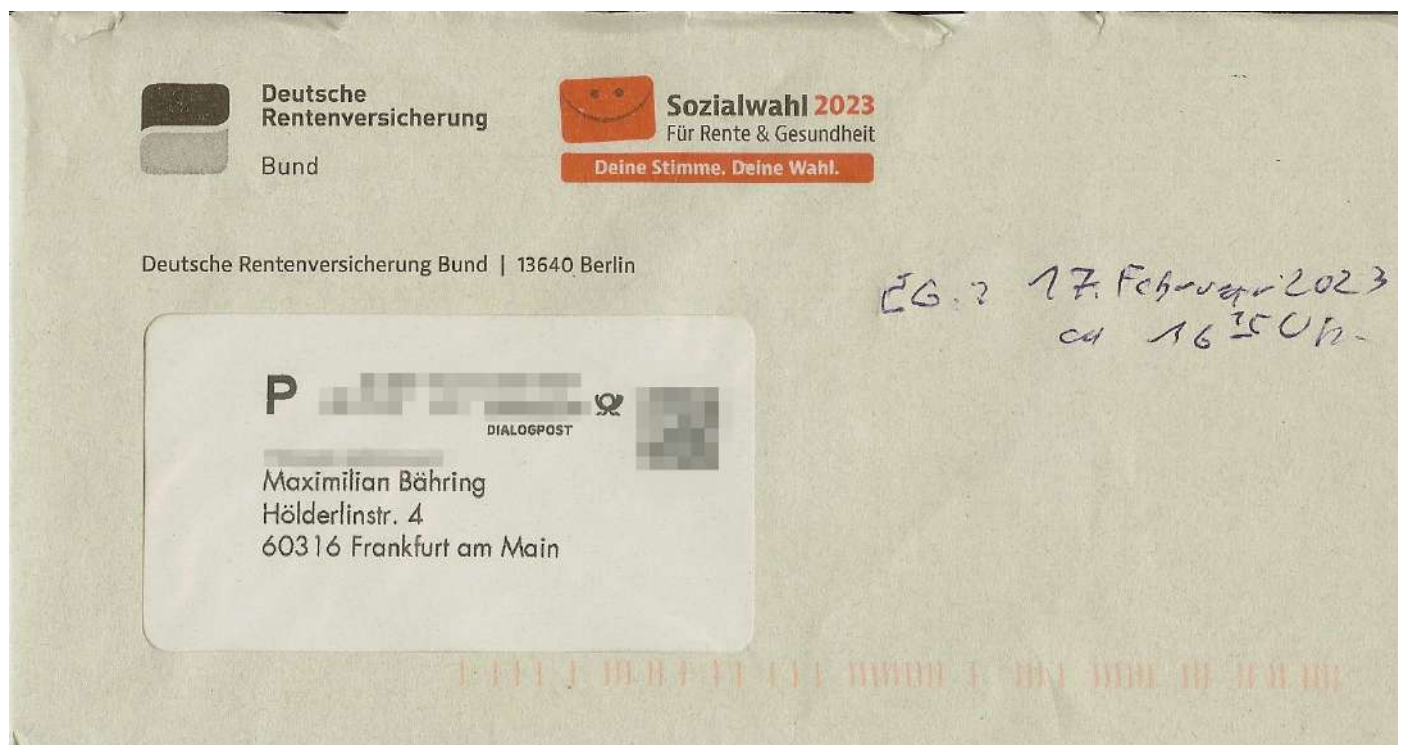 Deutsche
Rentenversicherung
Bund
Sozialwahl 2023
Für Rente & Gesundheit
Deine Stimme. Deine Wahl.
Deutsche Rentenversicherung Bund | 13640 Berlin
17. Februar 2023
ca 16
P
DIALOGPOST
Maximilian Bähring
Hölderlinstr. 4
60316 Frankfurt am Main